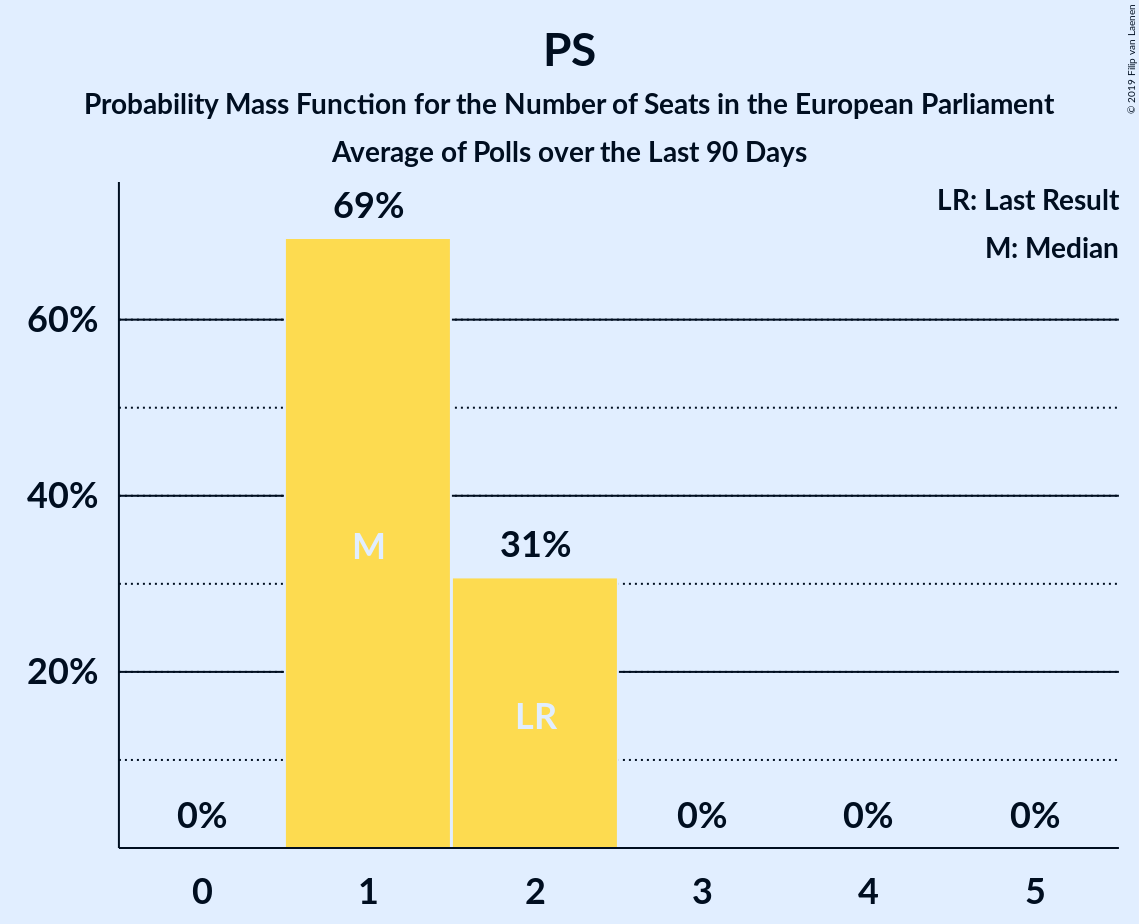 PS
Probability Mass Function for the Number of Seats in the European Parliament
Average of Polls over the Last 90 Days
© 2019 Filip van Laenen
LR: Last Result
M: Median
69%
60%
40%
M
31%
20%
LR
0%
0%
0%
0%
0
1
2
3
4
5